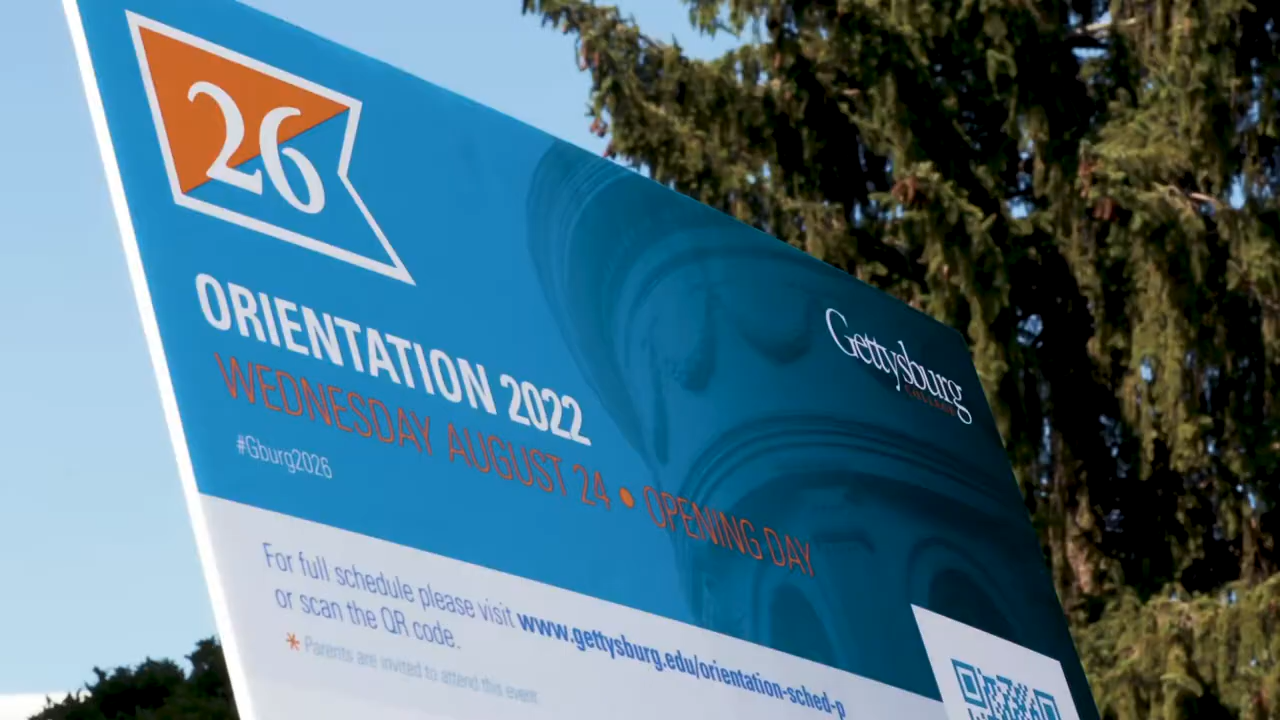 26
ORIENTATION 2022
WEDNESDAY AUGUST 24 • OPENING DAY
#Gburg2026
Gettysburg
COLLEGE
For full schedule please visit www.gettysburg.edu/orientation-sched-p
or scan the QR code.
* Parents are invited to attend this event